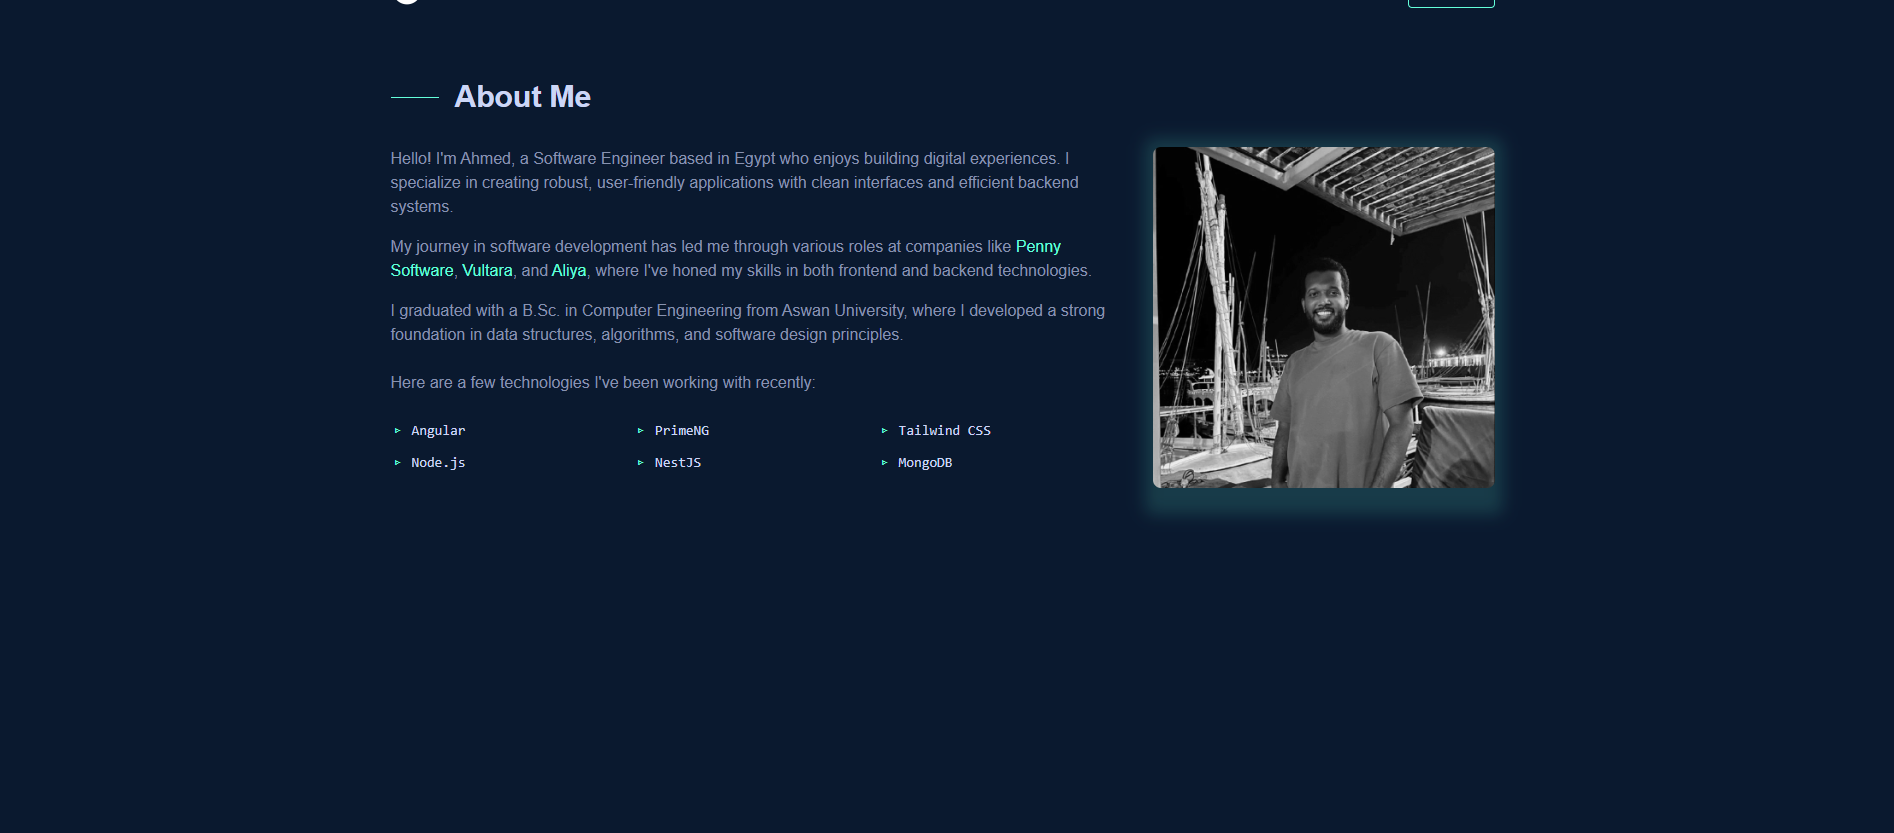 About Me
Hello! I'm Ahmed, a Software Engineer based in Egypt who enjoys building digital experiences. I
specialize in creating robust, user-friendly applications with clean interfaces and efficient backend
systems.
My journey in software development has led me through various roles at companies like Penny
Software, Vultara, and Aliya, where I've honed my skills in both frontend and backend technologies.
I graduated with a B.Sc. in Computer Engineering from Aswan University, where I developed a strong
foundation in data structures, algorithms, and software design principles.
Here are a few technologies I've been working with recently:
▹ Angular ▹ PrimeNG ▹ Tailwind CSS
▹ Node.js ▹ NestJS ▹ MongoDB